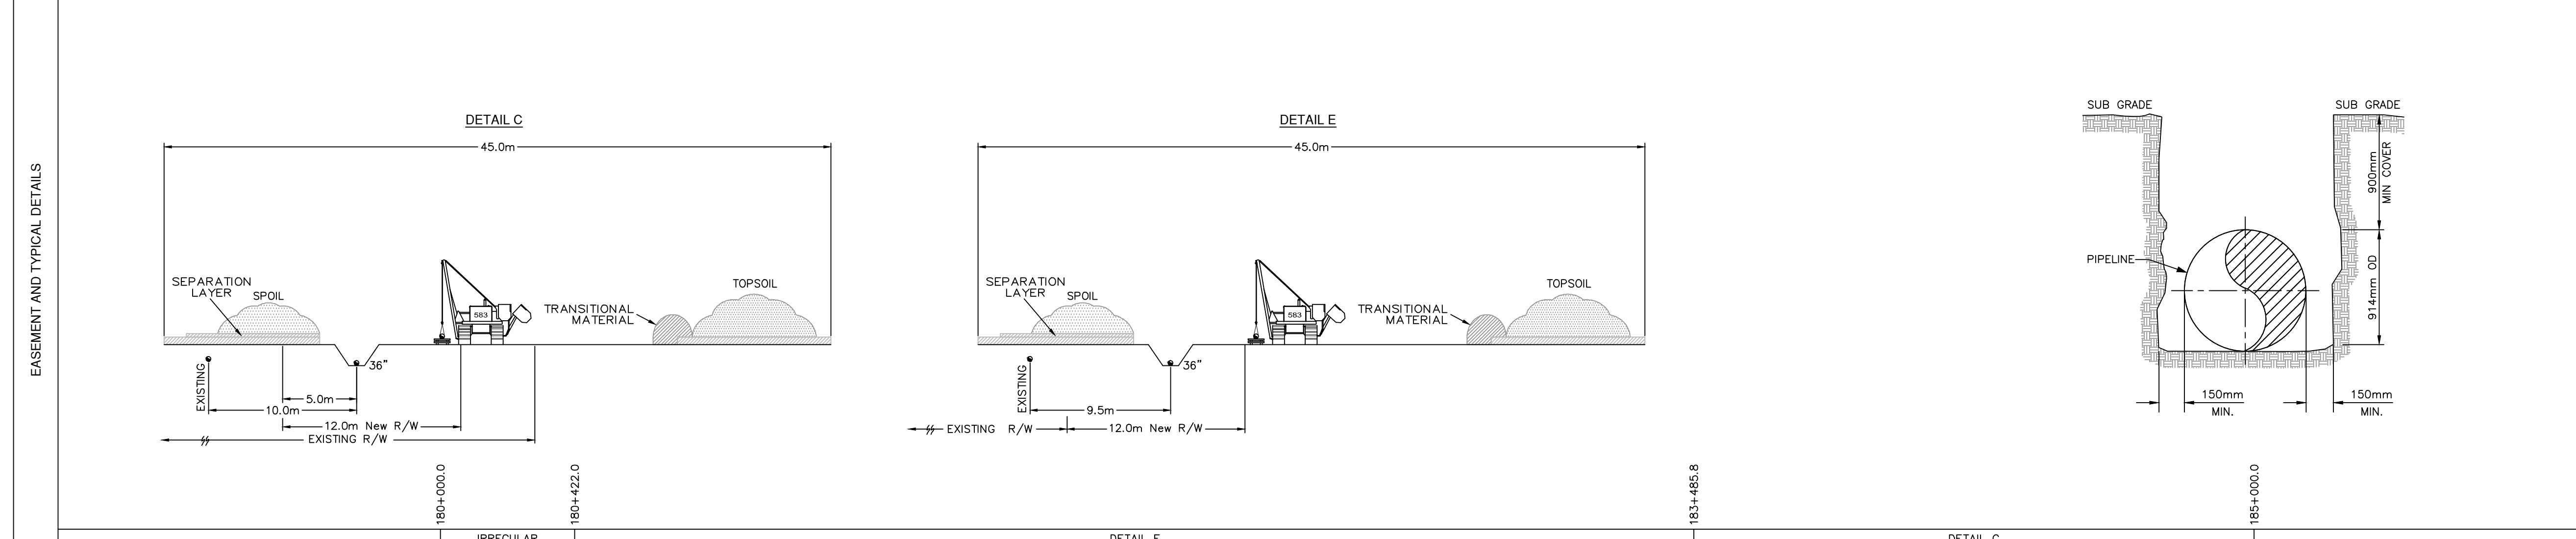 EASEMENT AND TYPICAL DETAILS
DETAIL C
45.0m
SEPARATION
LAYER
SPOIL
583
TRANSITIONAL
MATERIAL
TOPSOIL
EXISTING
36"
5.0m
10.0m
12.0m New R/W
EXISTING R/W
DETAIL E
45.0m
SEPARATION
LAYER
SPOIL
583
TRANSITIONAL
MATERIAL
TOPSOIL
EXISTING
36"
9.5m
EXISTING R/W
12.0m New R/W
SUB GRADE
SUB GRADE
900mm
MIN COVER
PIPELINE
914mm OD
150mm
MIN.
150mm
MIN.
180+000.0
180+422.0
183+485.8
185+000.0
IRREGULAR